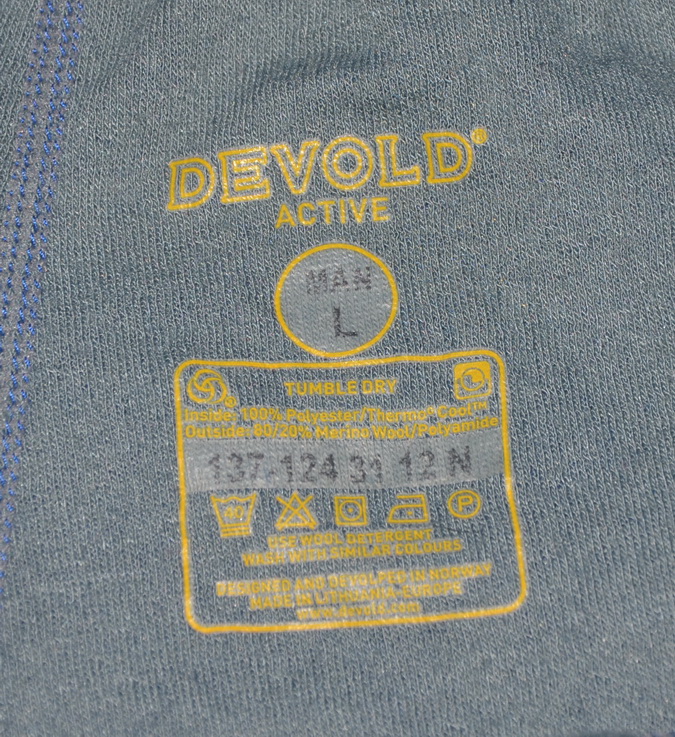 DEVOLD®
ACTIVE
MAN
L
TUMBLE DRY
Inside: 100% Polyester/Thermo° Cool™
Outside: 80/20% Merino Wool/Polyamide
137-124 31 12 N
40
P
USE WOOL DETERGENT
WASH WITH SIMILAR COLOURS
DESIGNED AND DEVOLPED IN NORWAY
MADE IN LITHUANIA-EUROPE
www.devold.com